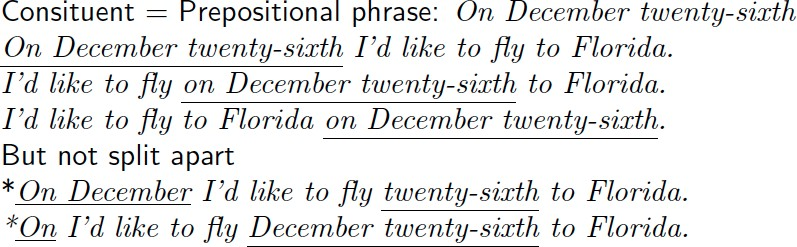 Consituent = Prepositional phrase: On December twenty-sixth
On December twenty-sixth I'd like to fly to Florida.
I'd like to fly on December twenty-sixth to Florida.
I'd like to fly to Florida on December twenty-sixth.
But not split apart
*On December I'd like to fly twenty-sixth to Florida.
*On I'd like to fly December twenty-sixth to Florida.